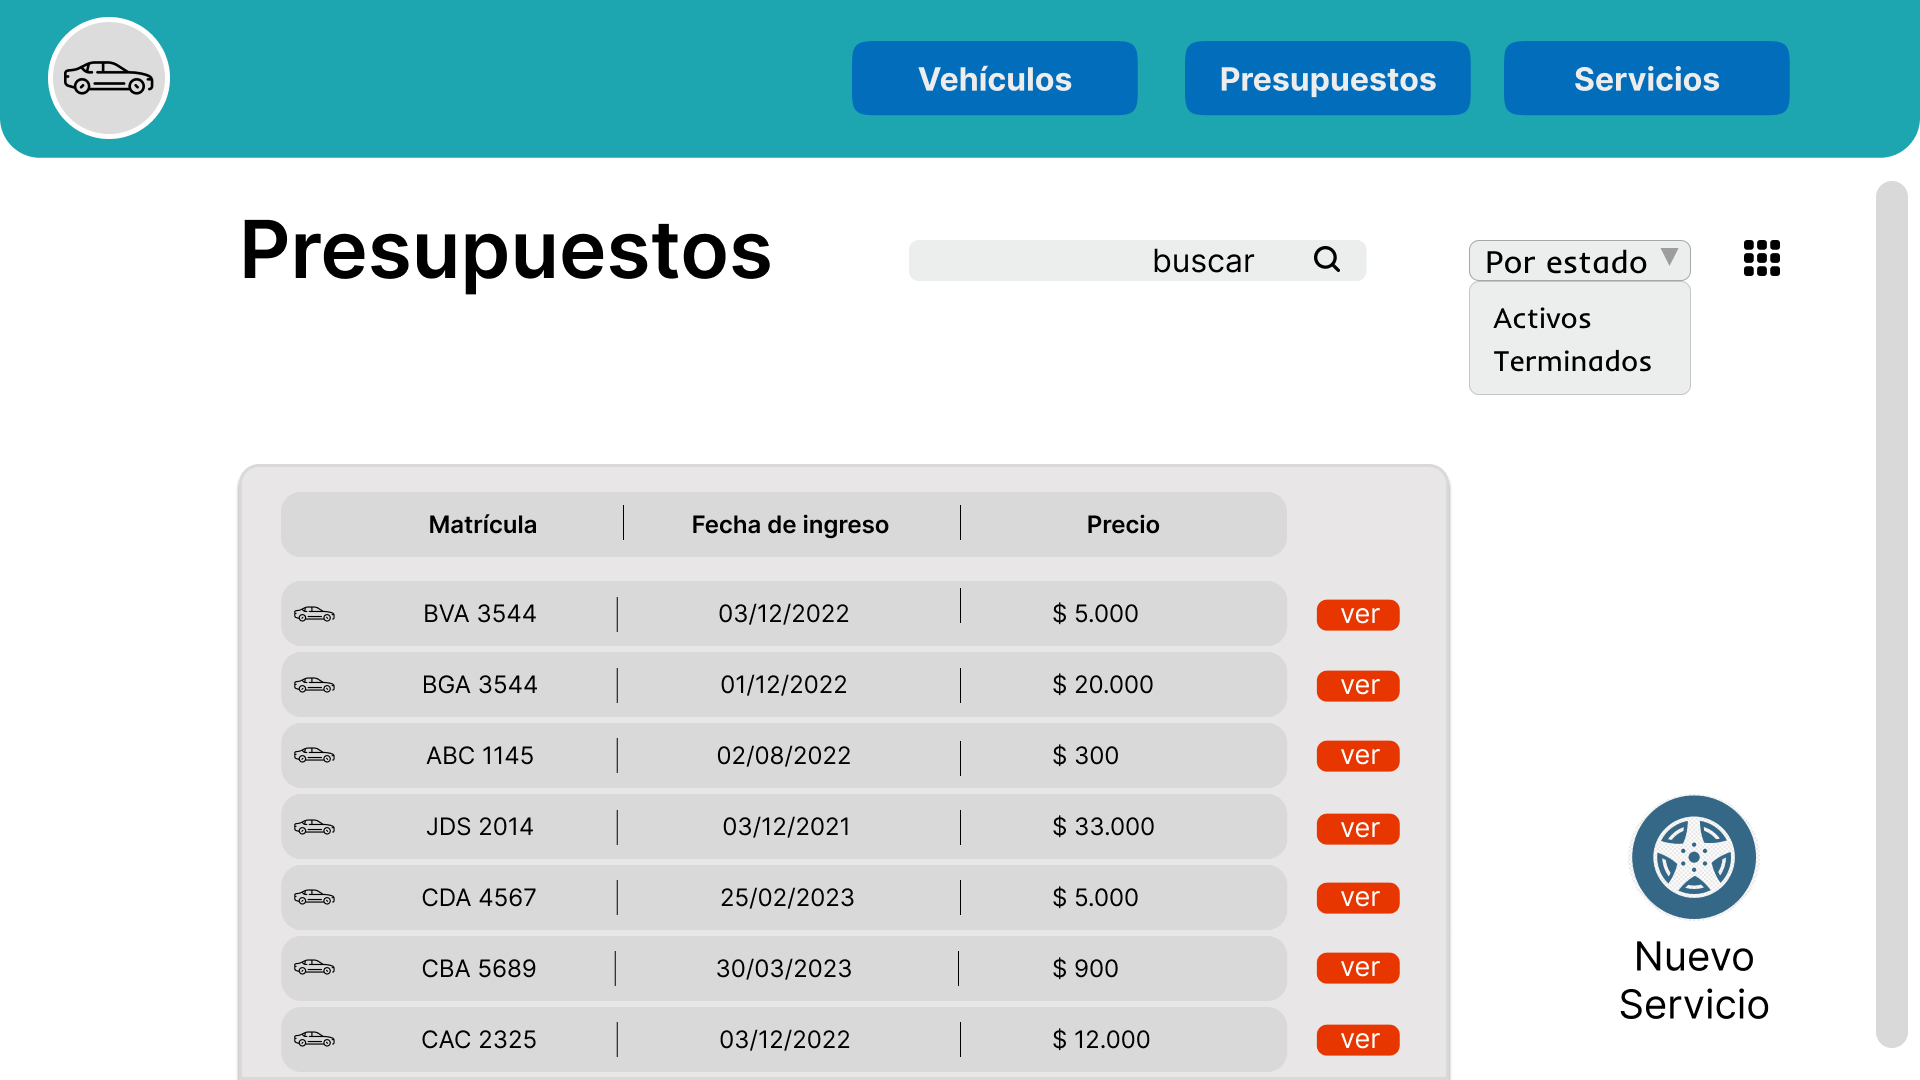 Vehículos Presupuestos Servicios
Presupuestos
buscar
Por estado
Activos
Terminados
Matrícula Fecha de ingreso Precio
BVA 3544 03/12/2022 $ 5.000 ver
BGA 3544 01/12/2022 $ 20.000 ver
ABC 1145 02/08/2022 $ 300 ver
JDS 2014 03/12/2021 $ 33.000 ver
CDA 4567 25/02/2023 $ 5.000 ver
CBA 5689 30/03/2023 $ 900 ver
CAC 2325 03/12/2022 $ 12.000 ver
Nuevo
Servicio